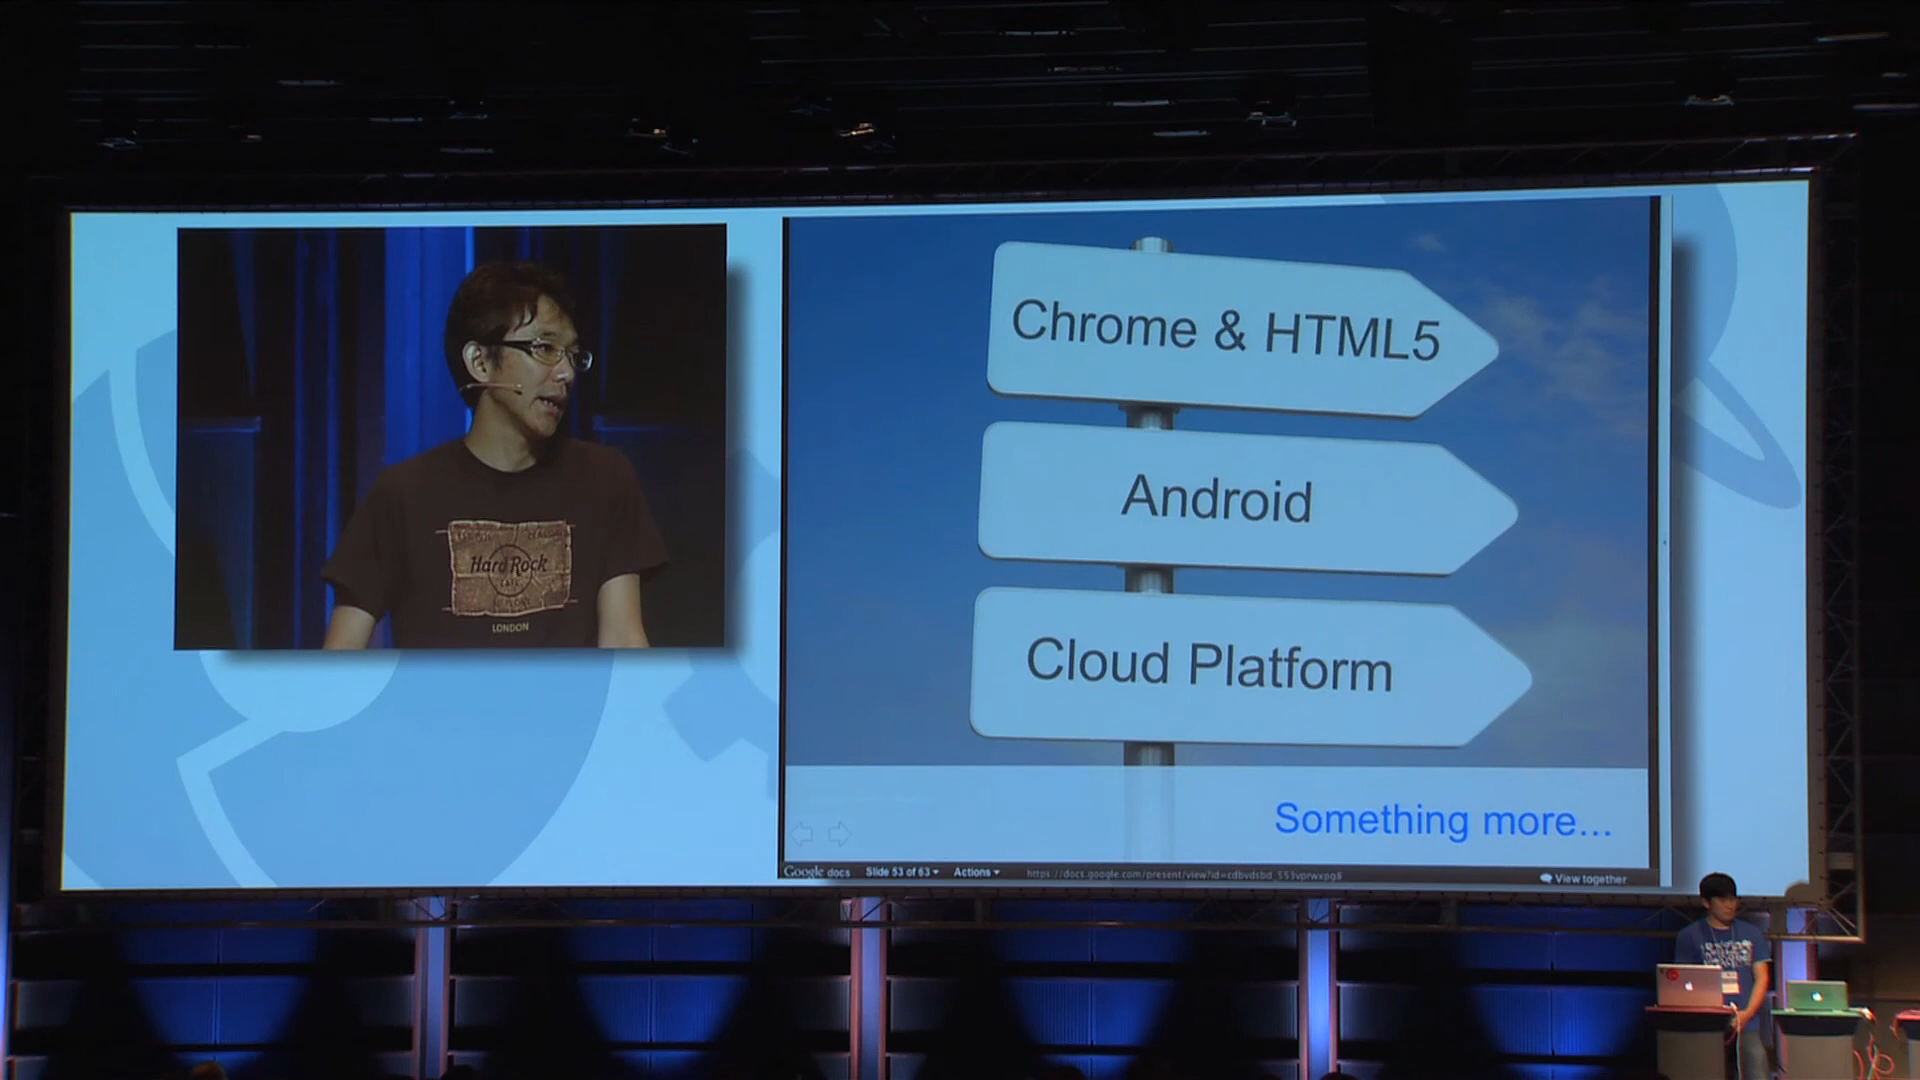 Hard Rock
CAFE
LONDON
Chrome & HTML5
Android
Cloud Platform
Something more...
Google docs
Slide 53 of 63
Actions
View together